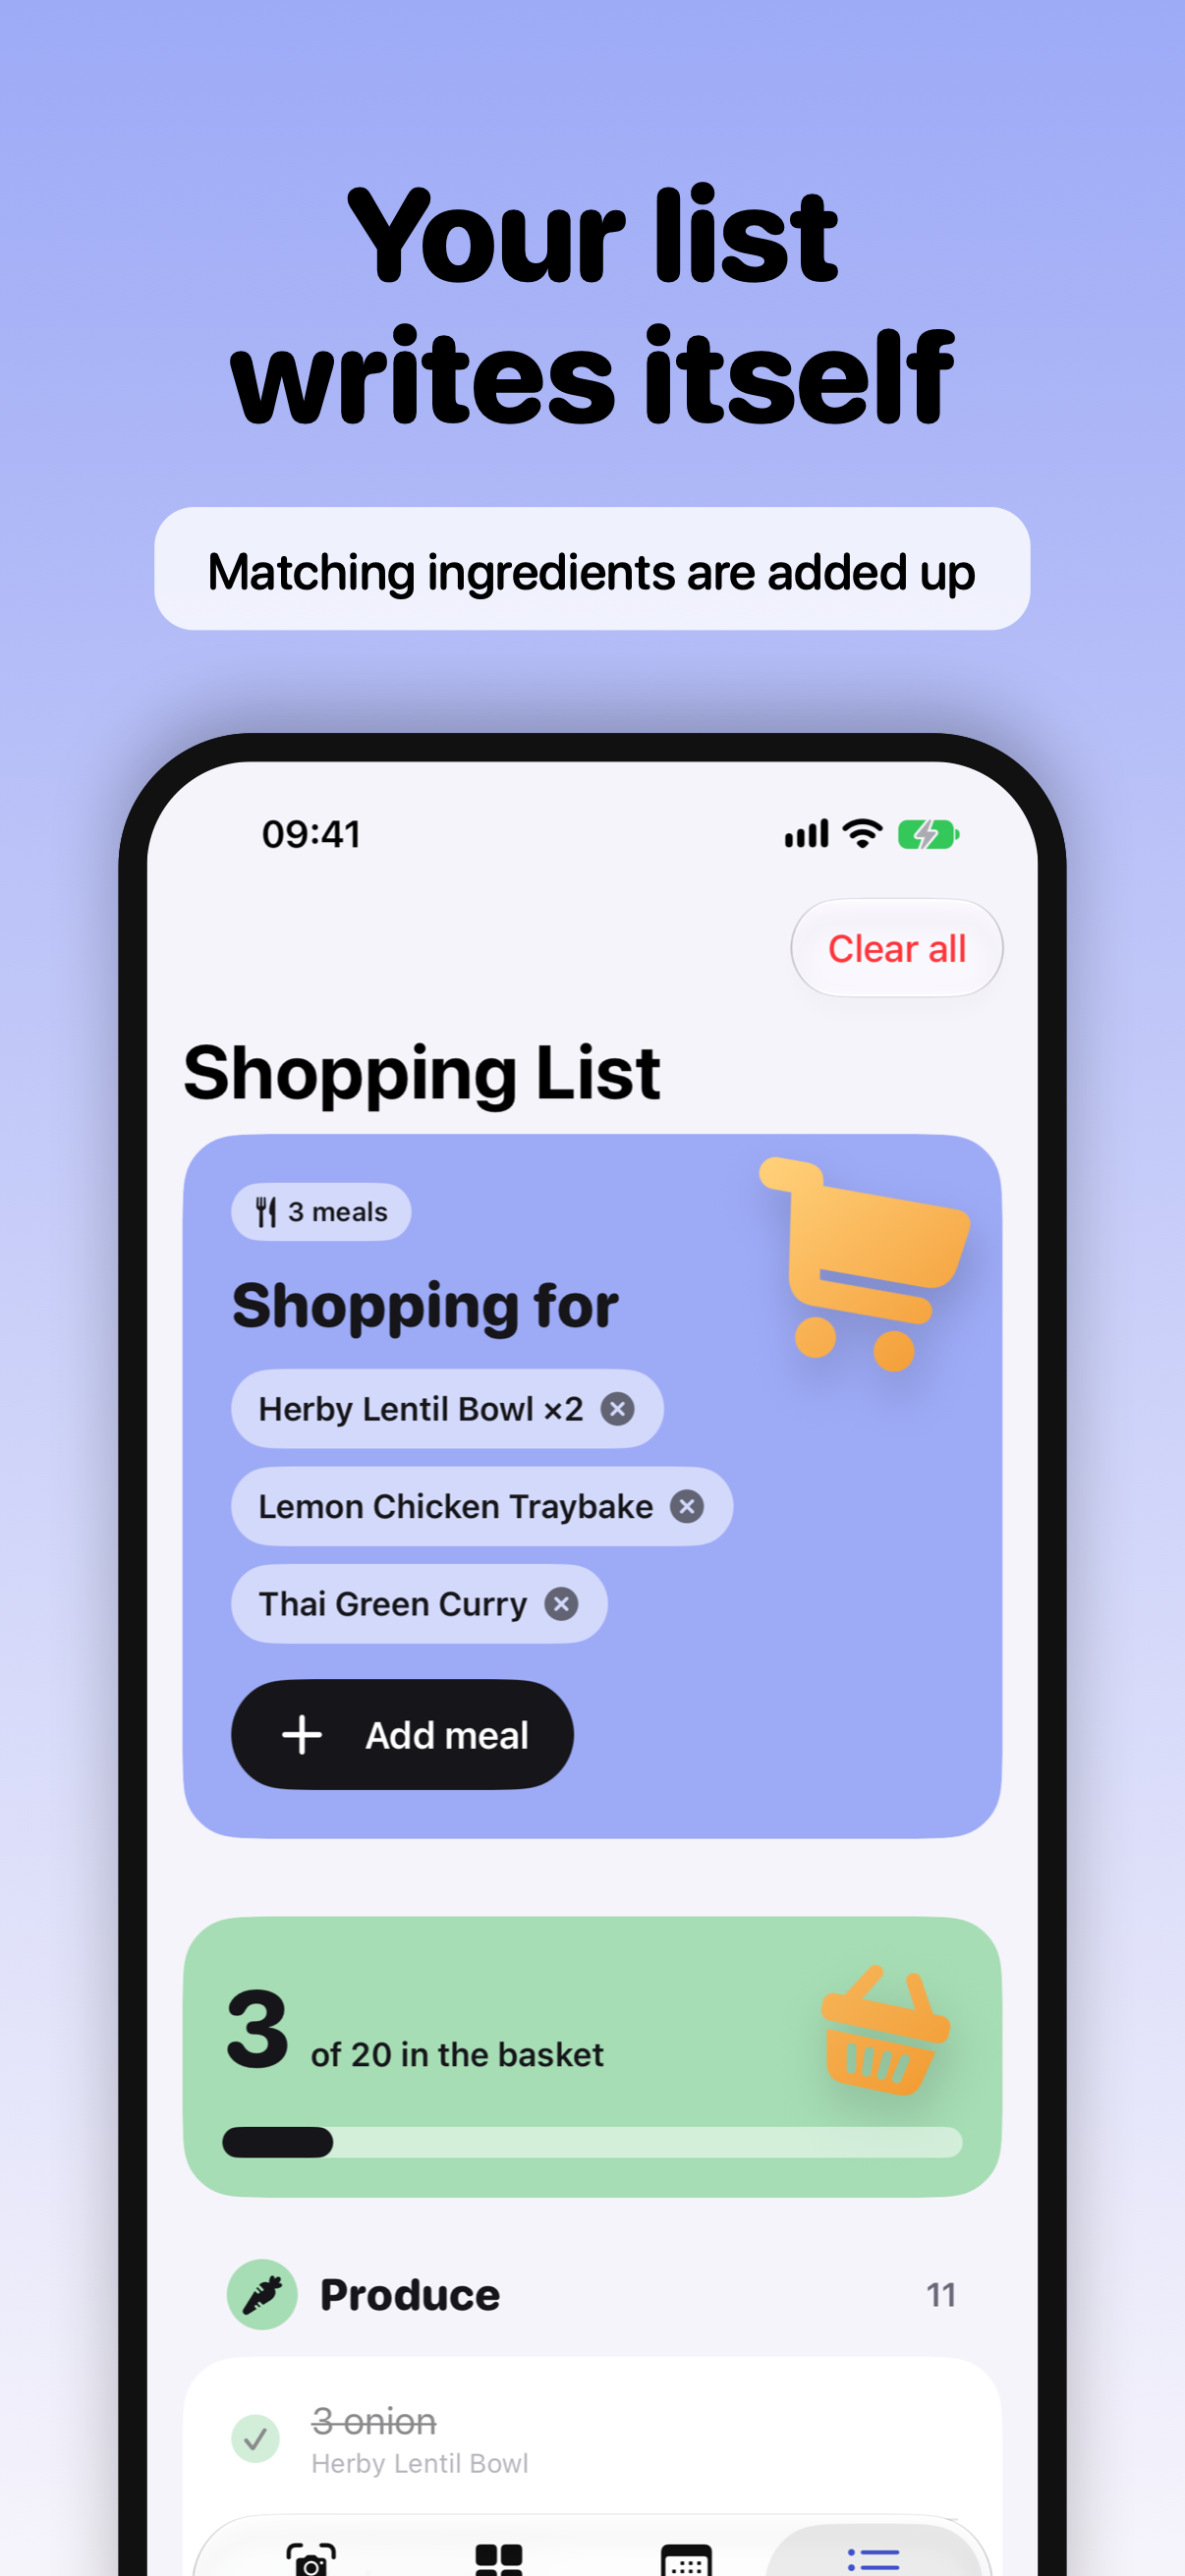 Your list
writes itself
Matching ingredients are added up
09:41
Clear all
Shopping List
3 meals
Shopping for
Herby Lentil Bowl ×2
Lemon Chicken Traybake
Thai Green Curry
Add meal
3 of 20 in the basket
Produce 11
3 onion
Herby Lentil Bowl